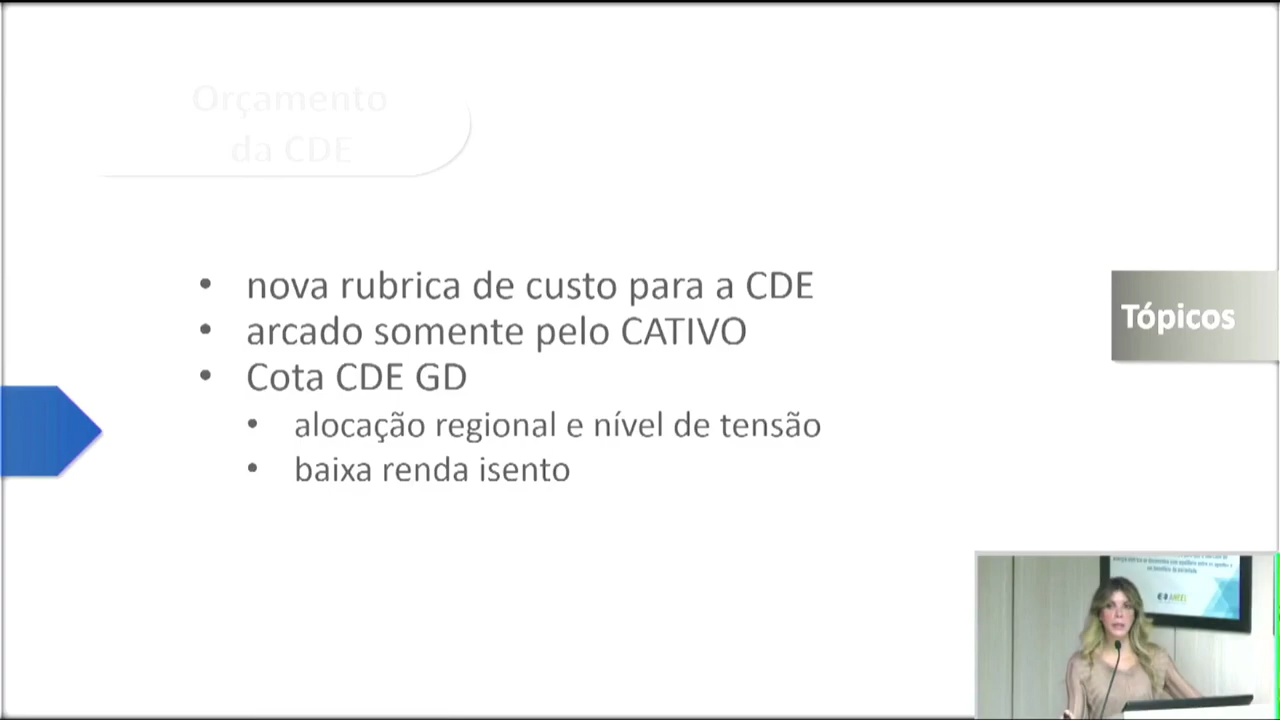 Orçamento
da CDE
• nova rubrica de custo para a CDE
• arcado somente pelo CATIVO
• Cota CDE GD
• alocação regional e nível de tensão
• baixa renda isento
Tópicos
ANEEL